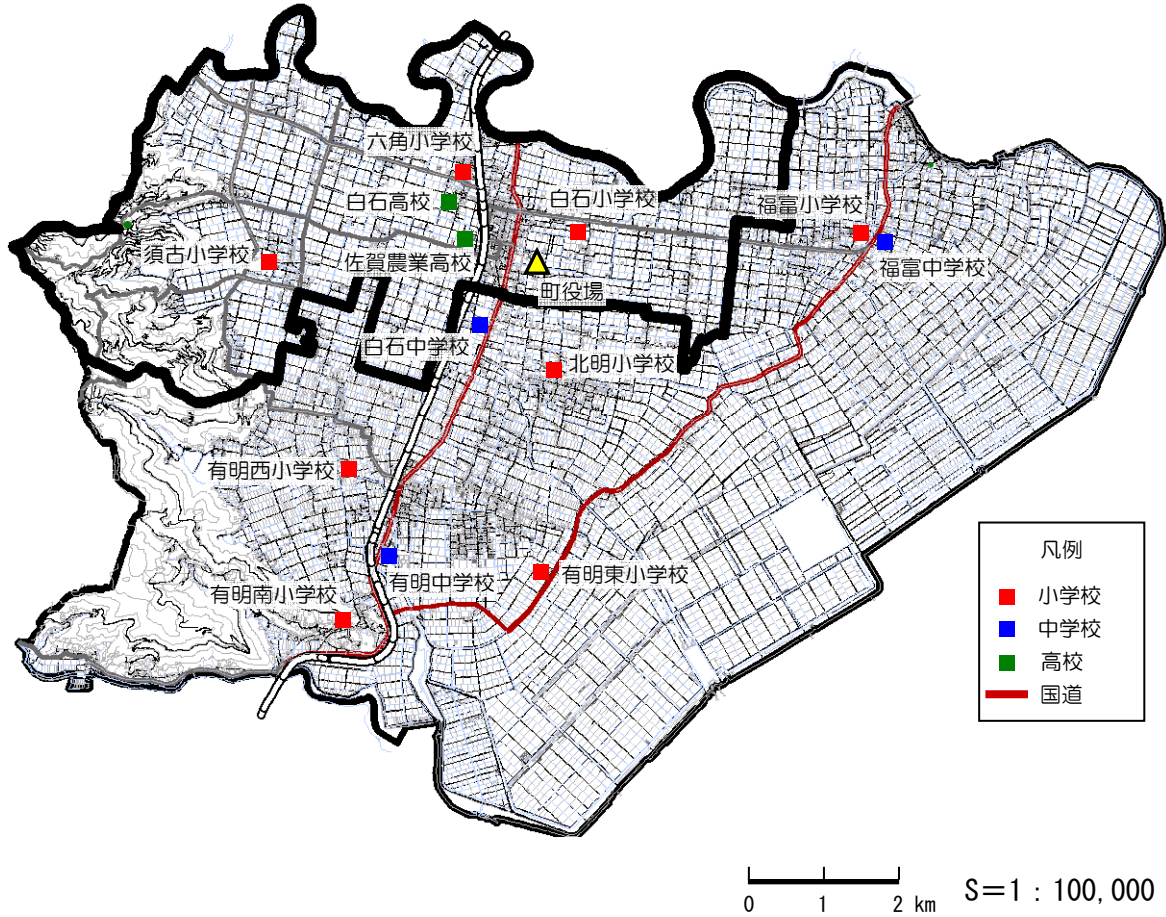 六角小学校
白石高校
白石小学校
福富小学校
須古小学校
佐賀農業高校
福富中学校
町役場
白石中学校
北明小学校
有明西小学校
有明中学校
有明東小学校
有明南小学校
凡例
小学校
中学校
高校
国道
0 1 2 km
S=1：100,000